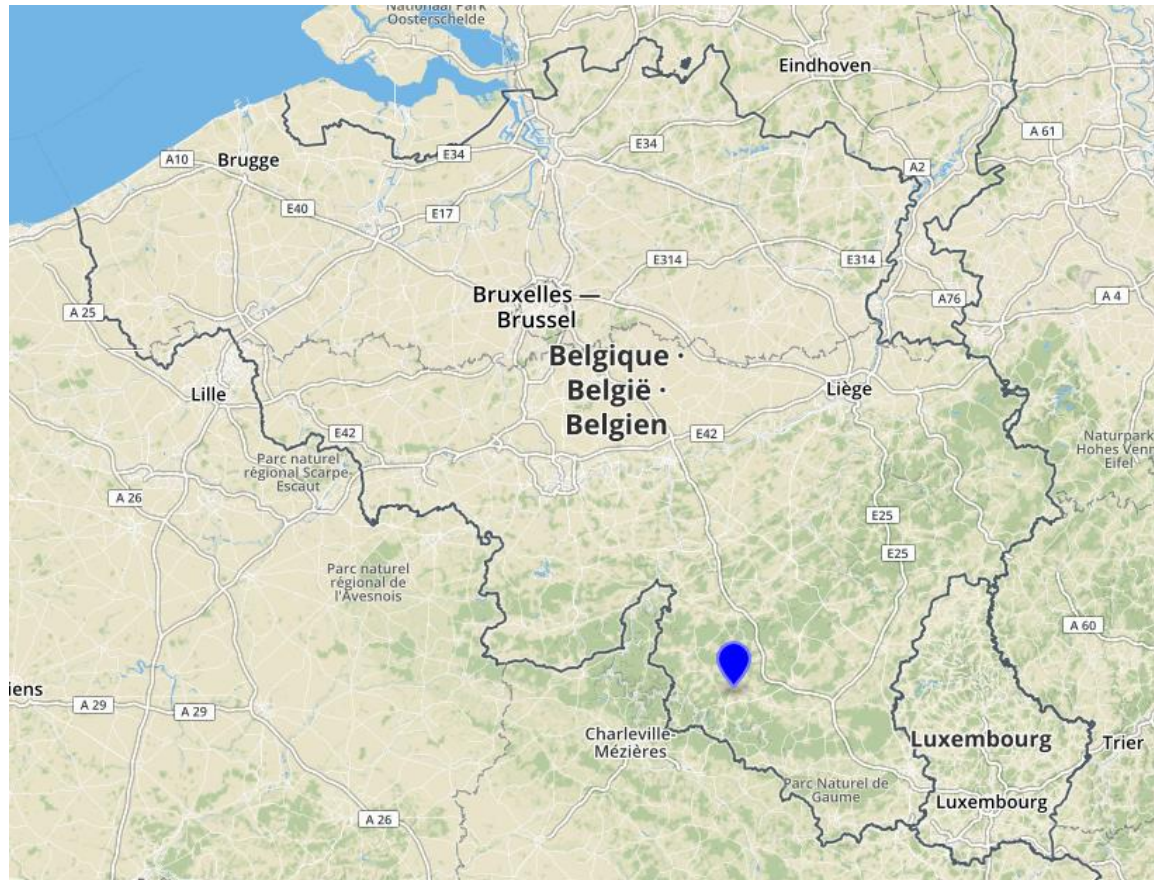 Nationaal Park
Oosterschelde
Eindhoven
A 61
E34
A10
Brugge
E34
A2
E40
E17
E314
E314
A 25
Bruxelles —
Brussel
A76
A 4
Belgique ·
België ·
Belgien
Lille
Liège
E42
E42
Naturpark
Hohes Venn
Eifel
Parc naturel
régional Scarpe-
Escaut
A 26
E25
E25
Parc naturel
régional de
l'Avesnois
A 60
iens
A 29
A 29
Charleville-
Mézières
Luxembourg
Trier
Parc Naturel de
Gaume
Luxembourg
A 26